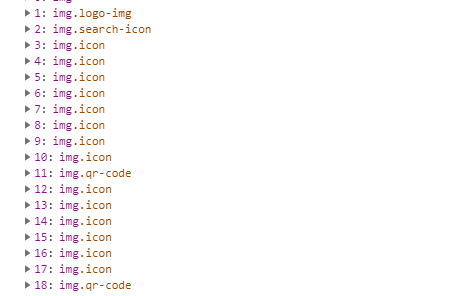 1: img.logo-img
2: img.search-icon
3: img.icon
4: img.icon
5: img.icon
6: img.icon
7: img.icon
8: img.icon
9: img.icon
10: img.icon
11: img.qr-code
12: img.icon
13: img.icon
14: img.icon
15: img.icon
16: img.icon
17: img.icon
18: img.qr-code